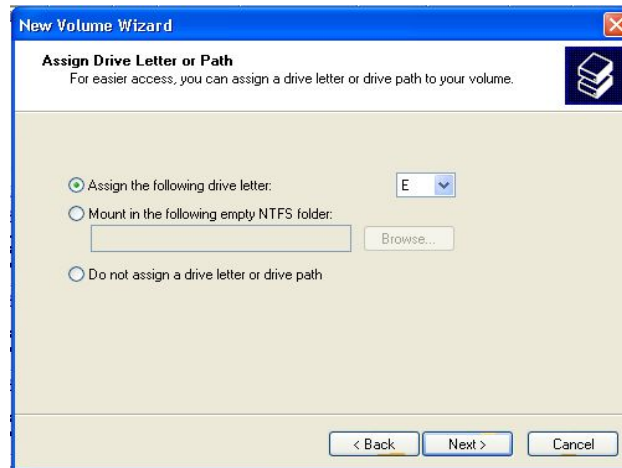 New Volume Wizard
Assign Drive Letter or Path
For easier access, you can assign a drive letter or drive path to your volume.
Assign the following drive letter: E
Mount in the following empty NTFS folder:
Browse...
Do not assign a drive letter or drive path
< Back Next > Cancel